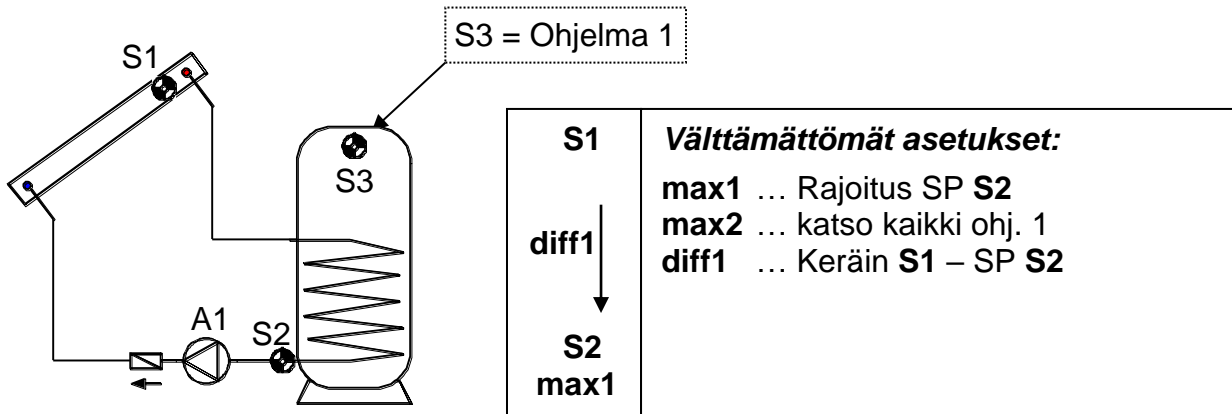 S3 = Ohjelma 1
S1
S3
A1
S2
S1
diff1
S2
max1
Välttämättömät asetukset:
max1 … Rajoitus SP S2
max2 … katso kaikki ohj. 1
diff1 … Keräin S1 – SP S2